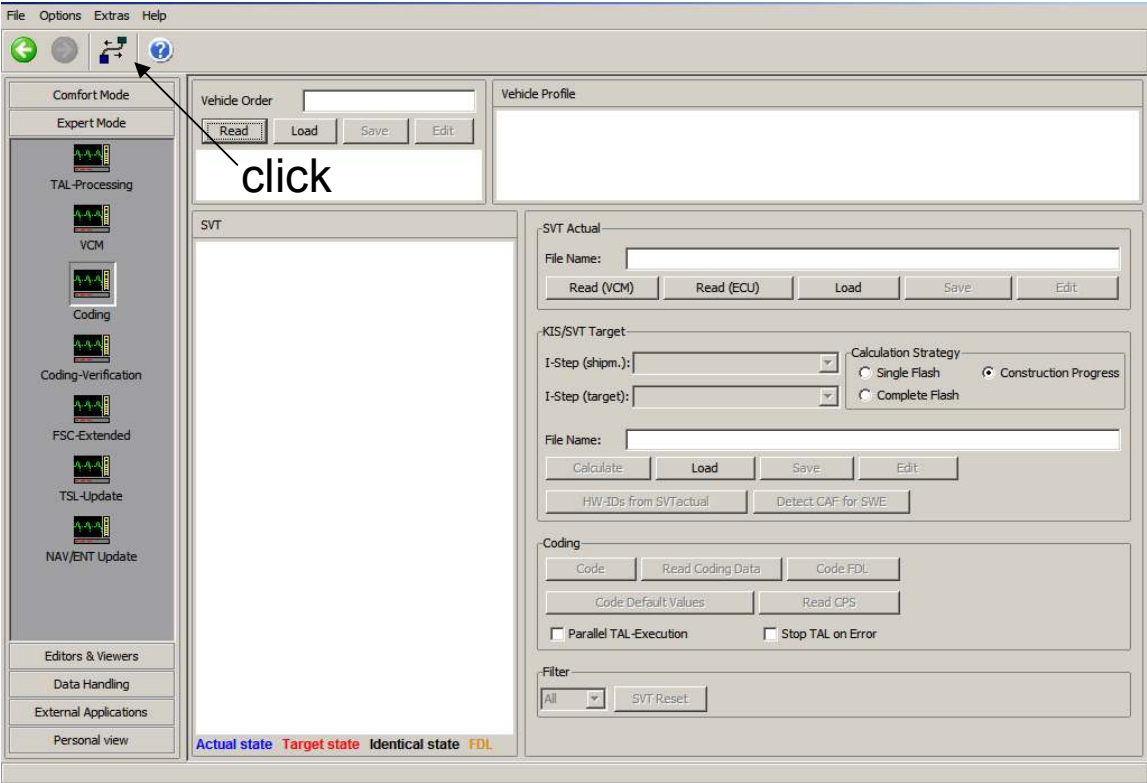 File Options Extras Help
Comfort Mode
Expert Mode
TAL-Processing
VCM
Coding
Coding-Verification
FSC-Extended
TSL-Update
NAV/ENT Update
Editors & Viewers
Data Handling
External Applications
Personal view
Vehicle Order
Read Load Save Edit
click
Vehicle Profile
SVT
Actual state Target state Identical state FDL
SVT Actual
File Name:
Read (VCM) Read (ECU) Load Save Edit
KIS/SVT Target
I-Step (shipm.):
I-Step (target):
Calculation Strategy
Single Flash Construction Progress
Complete Flash
File Name:
Calculate Load Save Edit
HW-IDs from SVTactual Detect CAF for SWE
Coding
Code Read Coding Data Code FDL
Code Default Values Read CPS
Parallel TAL-Execution Stop TAL on Error
Filter
All SVT Reset